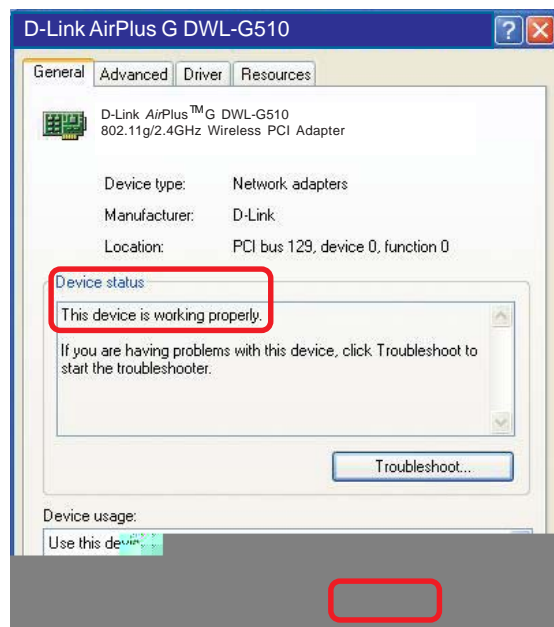 D-Link AirPlus G DWL-G510
General Advanced Driver Resources
D-Link AirPlus™G DWL-G510
802.11g/2.4GHz Wireless PCI Adapter
Device type: Network adapters
Manufacturer: D-Link
Location: PCI bus 129, device 0, function 0
Device status
This device is working properly.
If you are having problems with this device, click Troubleshoot to
start the troubleshooter.
Troubleshoot...
Device usage:
Use this